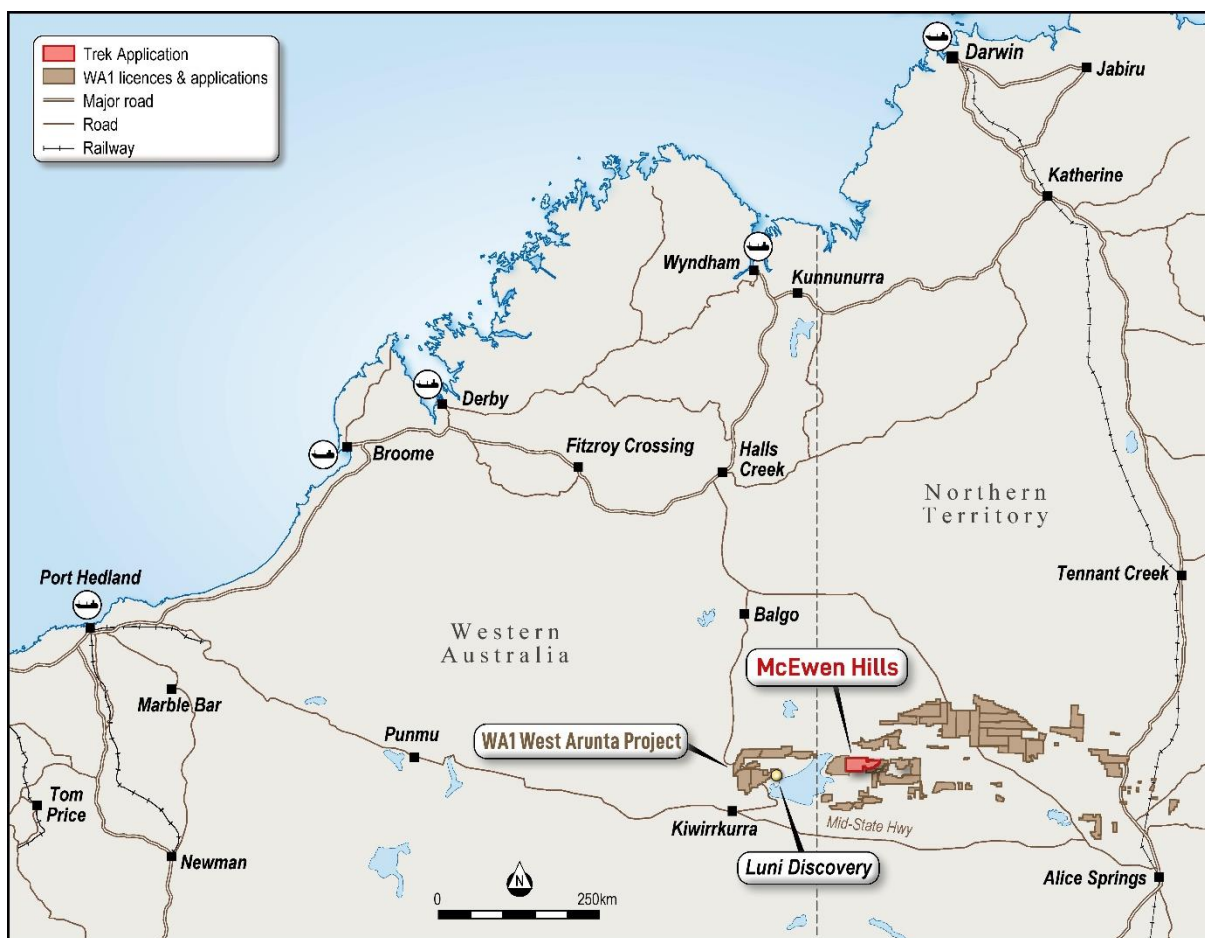 Trek Application
WA1 licences & applications
Major road
Road
Railway
Darwin
Jabiru
Katherine
Wyndham
Kununurra
Derby
Broome
Fitzroy Crossing
Halls
Creek
Northern
Territory
Port Hedland
Tennant Creek
Balgo
Western
Australia
McEwen Hills
Marble Bar
Punmu
WA1 West Arunta Project
Tom
Price
Kiwirrkurra
Mid-State Hwy
Newman
Luni Discovery
Alice Springs
N
0
250km